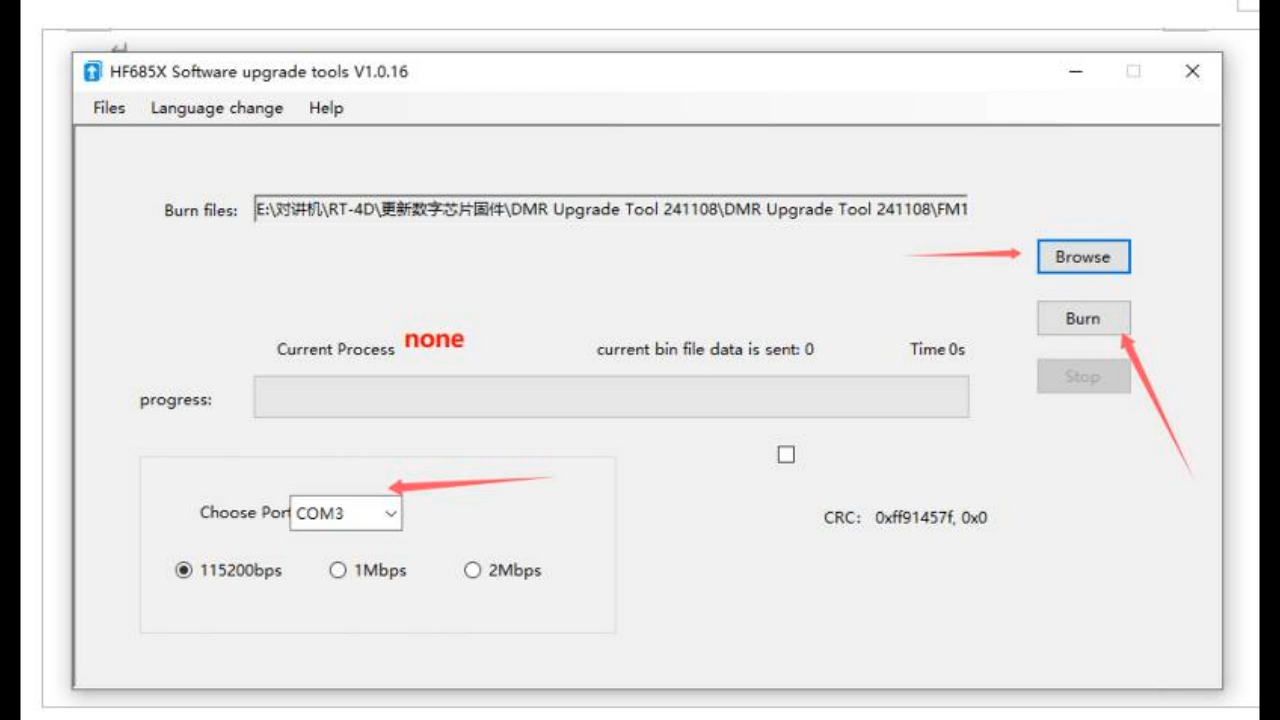 HF685X Software upgrade tools V1.0.16
Files Language change Help
Burn files: E:\对讲机\RT-4D\更新数字芯片固件\DMR Upgrade Tool 241108\DMR Upgrade Tool 241108\FM1
Browse
Burn
Current Process none current bin file data is sent: 0 Time 0s
Stop
progress:
Choose Port COM3
CRC: 0xff91457f, 0x0
115200bps 1Mbps 2Mbps